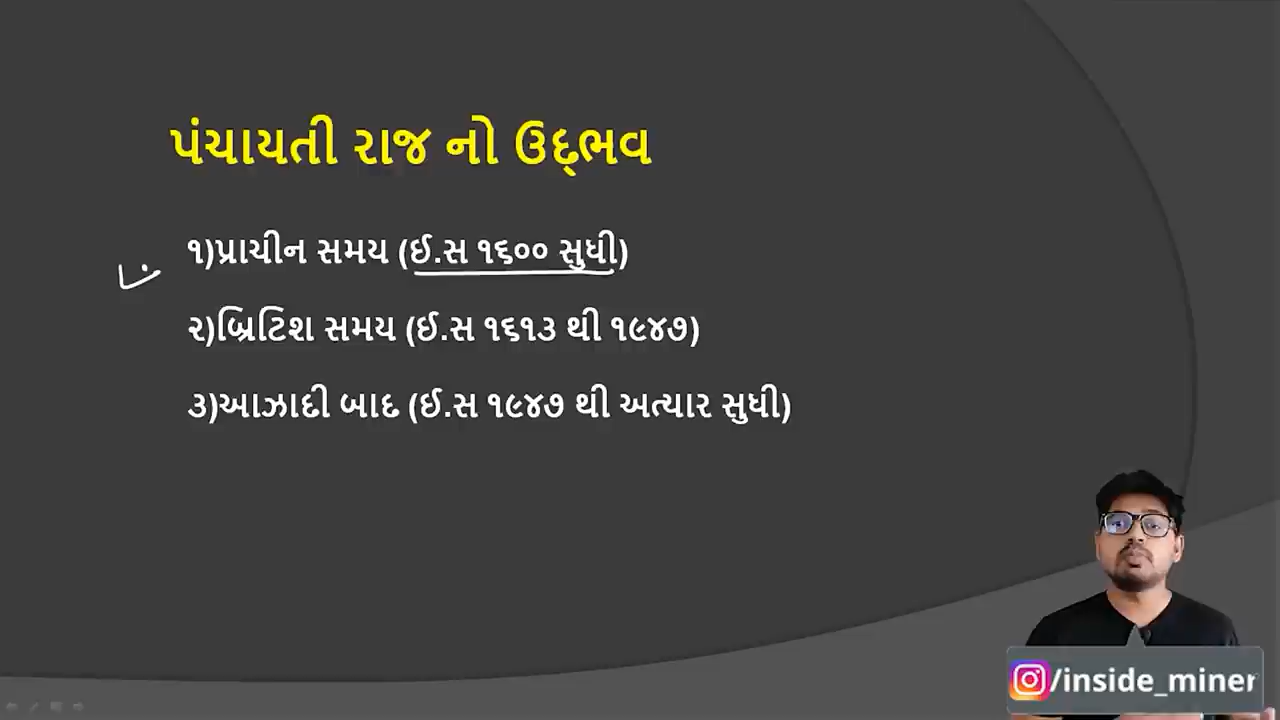 પંચાયતી રાજ નો ઉદ્ભવ
૧)પ્રાચીન સમય (ઈ.સ ૧૬૦૦ સુધી)
૨)બ્રિટિશ સમય (ઈ.સ ૧૬૧૩ થી ૧૯૪૭)
૩)આઝાદી બાદ (ઈ.સ ૧૯૪૭ થી અત્યાર સુધી)
/inside_miner